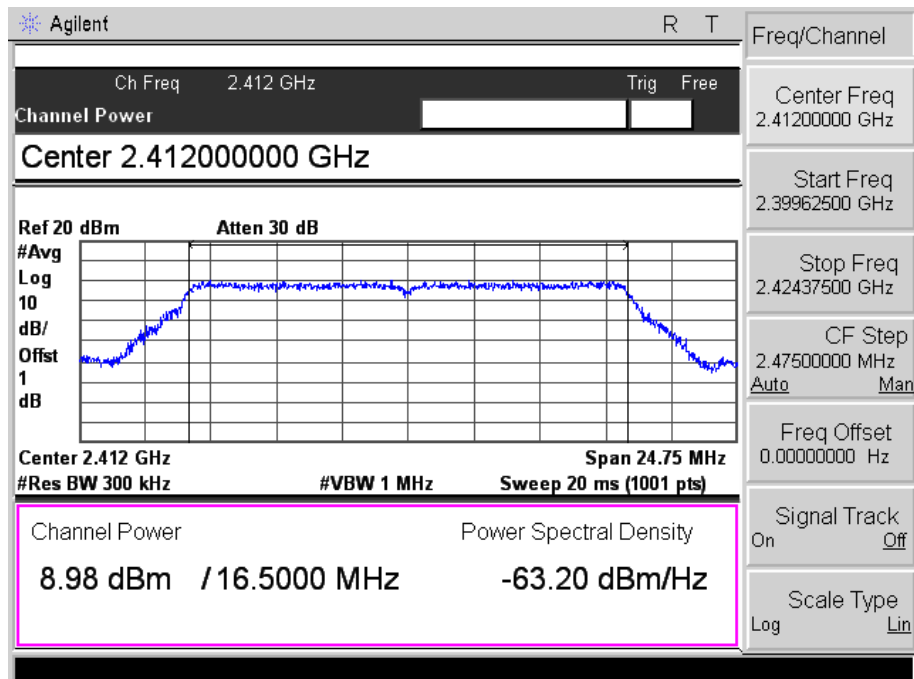 Agilent R T
Ch Freq 2.412 GHz Trig Free
Channel Power
Center 2.412000000 GHz
Ref 20 dBm Atten 30 dB
#Avg
Log
10
dB/
Offst
1
dB
Center 2.412 GHz Span 24.75 MHz
#Res BW 300 kHz #VBW 1 MHz Sweep 20 ms (1001 pts)
Channel Power Power Spectral Density
8.98 dBm / 16.5000 MHz -63.20 dBm/Hz
Freq/Channel
Center Freq
2.41200000 GHz
Start Freq
2.39962500 GHz
Stop Freq
2.42437500 GHz
CF Step
2.47500000 MHz
Auto Man
Freq Offset
0.00000000 Hz
Signal Track
On Off
Scale Type
Log Lin